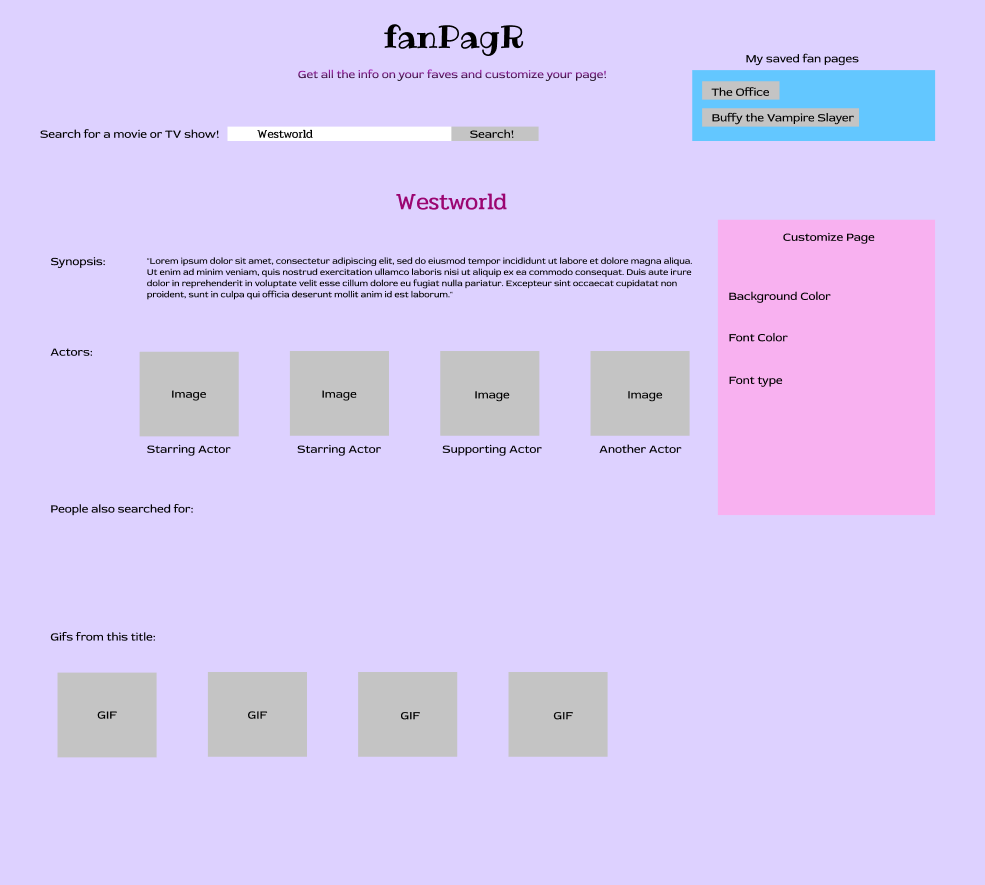 fanPagR
Get all the info on your faves and customize your page!
My saved fan pages
The Office
Buffy the Vampire Slayer
Search for a movie or TV show!
Westworld
Search!
Westworld
Synopsis:
"Lorem ipsum dolor sit amet, consectetur adipiscing elit, sed do eiusmod tempor incididunt ut labore et dolore magna aliqua.
Ut enim ad minim veniam, quis nostrud exercitation ullamco laboris nisi ut aliquip ex ea commodo consequat. Duis aute irure
dolor in reprehenderit in voluptate velit esse cillum dolore eu fugiat nulla pariatur. Excepteur sint occaecat cupidatat non
proident, sunt in culpa qui officia deserunt mollit anim id est laborum."
Customize Page
Background Color
Font Color
Font type
Actors:
Image
Image
Image
Image
Starring Actor
Starring Actor
Supporting Actor
Another Actor
People also searched for:
Gifs from this title:
GIF
GIF
GIF
GIF